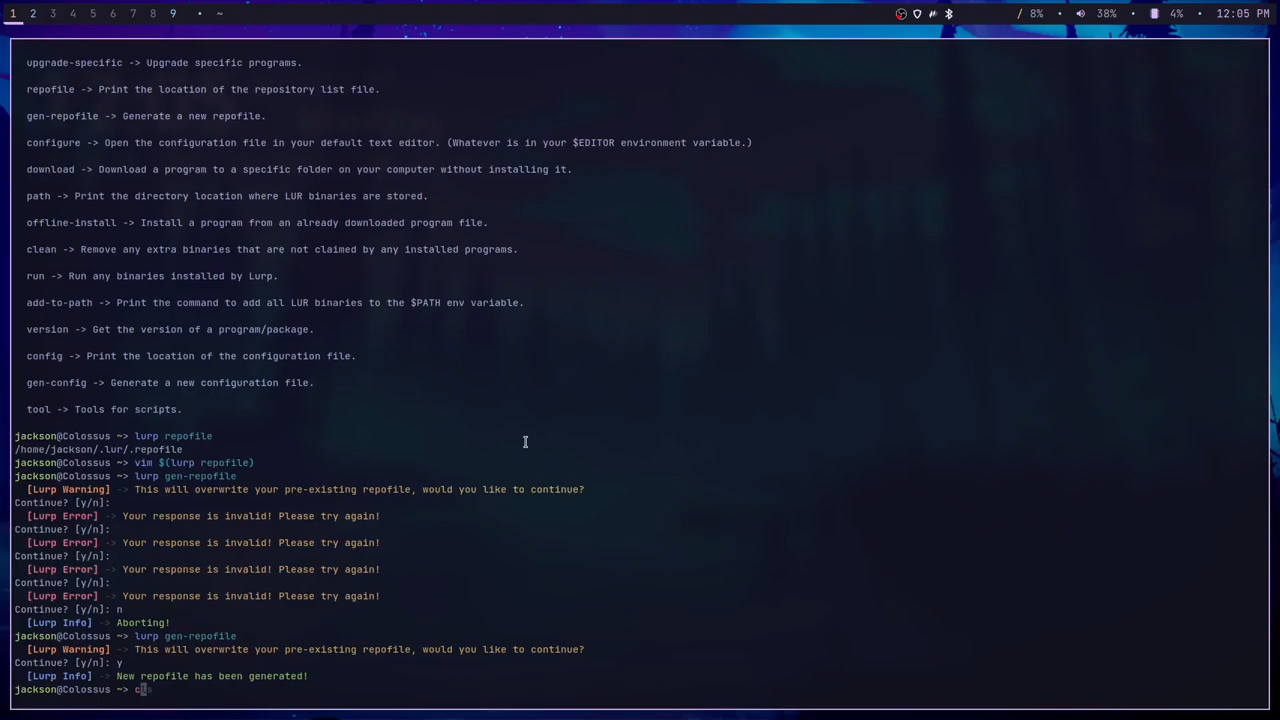 1 2 3 4 5 6 7 8 9 • ~ / 8% • 38% • 4% • 12:05 PM
upgrade-specific -> Upgrade specific programs.
repofile -> Print the location of the repository list file.
gen-repofile -> Generate a new repofile.
configure -> Open the configuration file in your default text editor. (Whatever is in your $EDITOR environment variable.)
download -> Download a program to a specific folder on your computer without installing it.
path -> Print the directory location where LUR binaries are stored.
offline-install -> Install a program from an already downloaded program file.
clean -> Remove any extra binaries that are not claimed by any installed programs.
run -> Run any binaries installed by Lurp.
add-to-path -> Print the command to add all LUR binaries to the $PATH env variable.
version -> Get the version of a program/package.
config -> Print the location of the configuration file.
gen-config -> Generate a new configuration file.
tool -> Tools for scripts.
jackson@Colossus ~> lurp repofile
/home/jackson/.lur/.repofile
jackson@Colossus ~> vim $(lurp repofile)
jackson@Colossus ~> lurp gen-repofile
[Lurp Warning] -> This will overwrite your pre-existing repofile, would you like to continue?
Continue? [y/n]:
[Lurp Error] -> Your response is invalid! Please try again!
Continue? [y/n]:
[Lurp Error] -> Your response is invalid! Please try again!
Continue? [y/n]:
[Lurp Error] -> Your response is invalid! Please try again!
Continue? [y/n]:
[Lurp Error] -> Your response is invalid! Please try again!
Continue? [y/n]: n
[Lurp Info] -> Aborting!
jackson@Colossus ~> lurp gen-repofile
[Lurp Warning] -> This will overwrite your pre-existing repofile, would you like to continue?
Continue? [y/n]: y
[Lurp Info] -> New repofile has been generated!
jackson@Colossus ~> cls